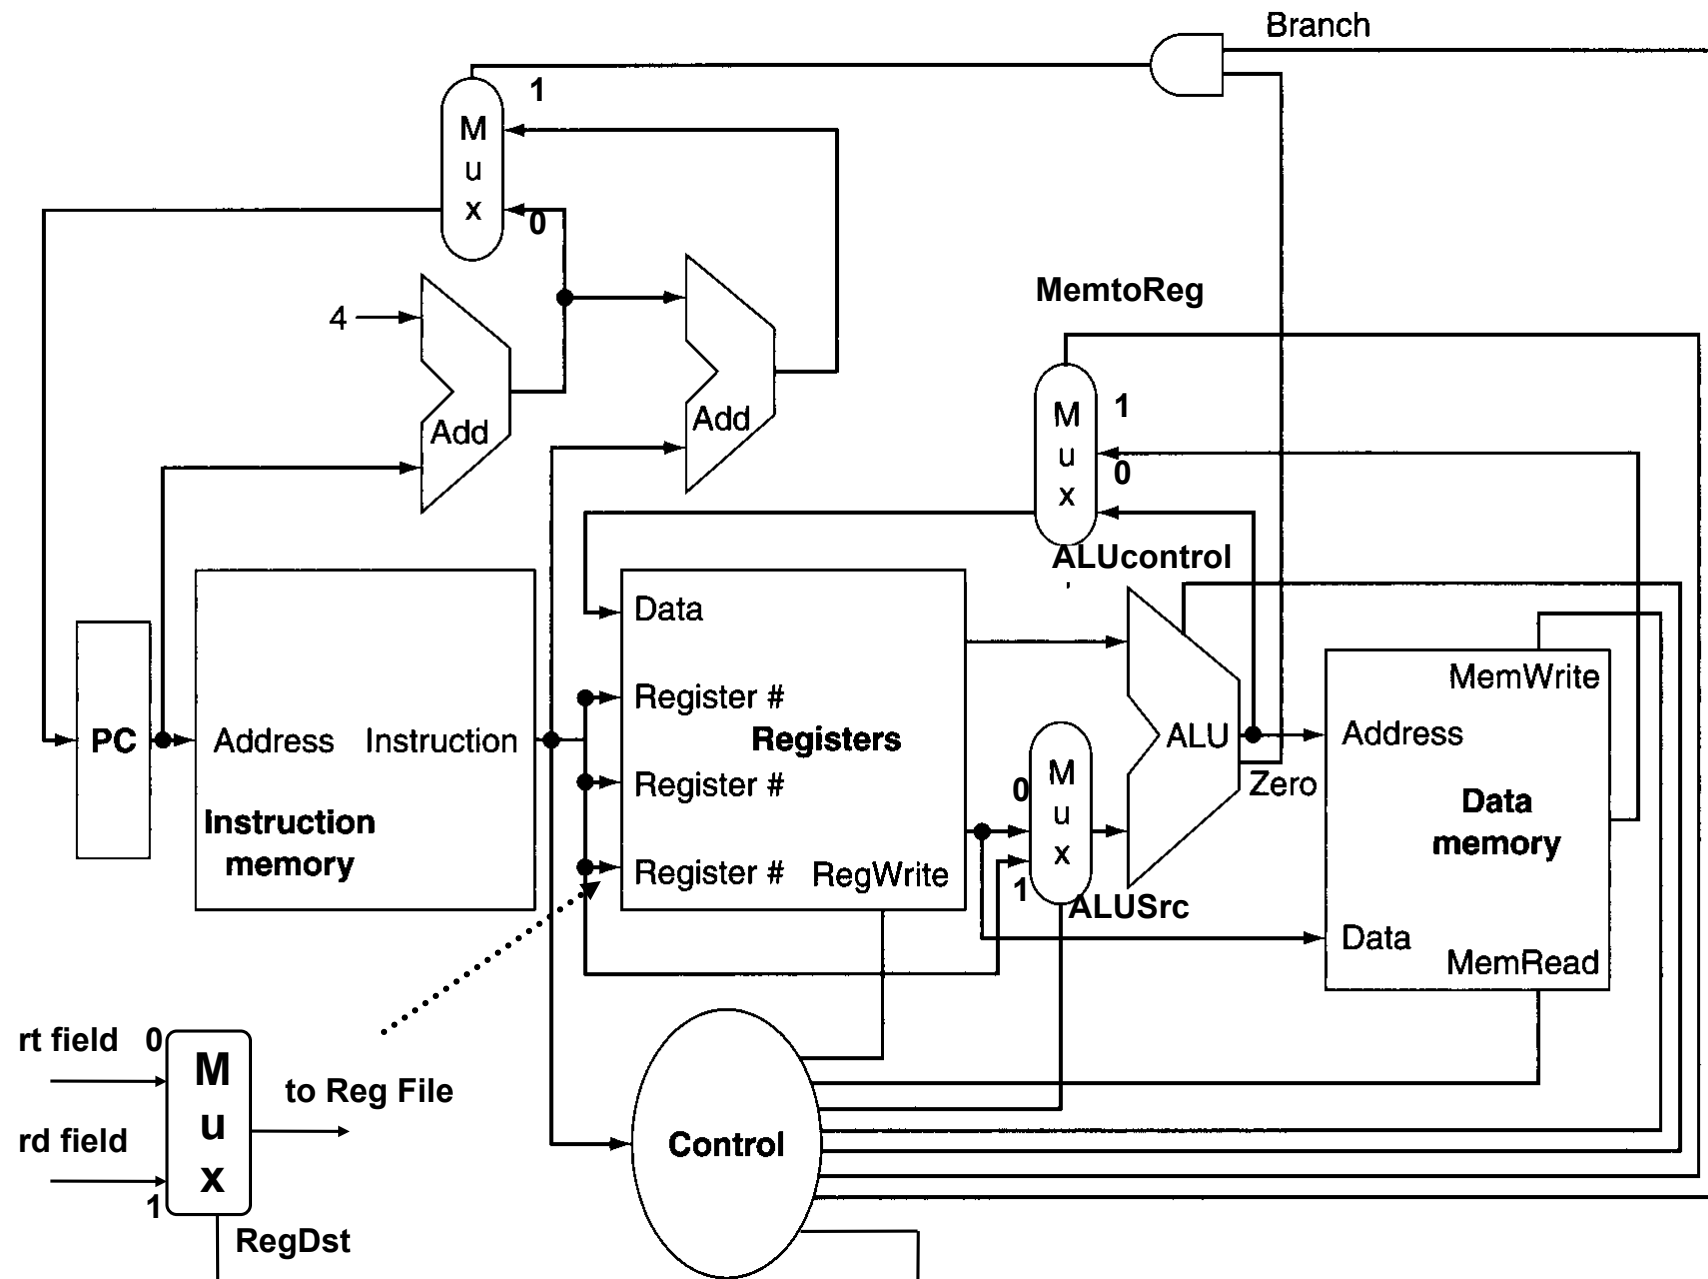 Branch
1
M
u
x
0
MemtoReg
4
Add
Add
M
u
x
1
0
ALUcontrol
Data
Register #
Registers
Register #
Register #
RegWrite
PC
Address
Instruction
Instruction
memory
0
M
u
x
1
ALUSrc
ALU
Zero
MemWrite
Address
Data
memory
Data
MemRead
rt field
0
M
u
x
to Reg File
rd field
1
RegDst
Control